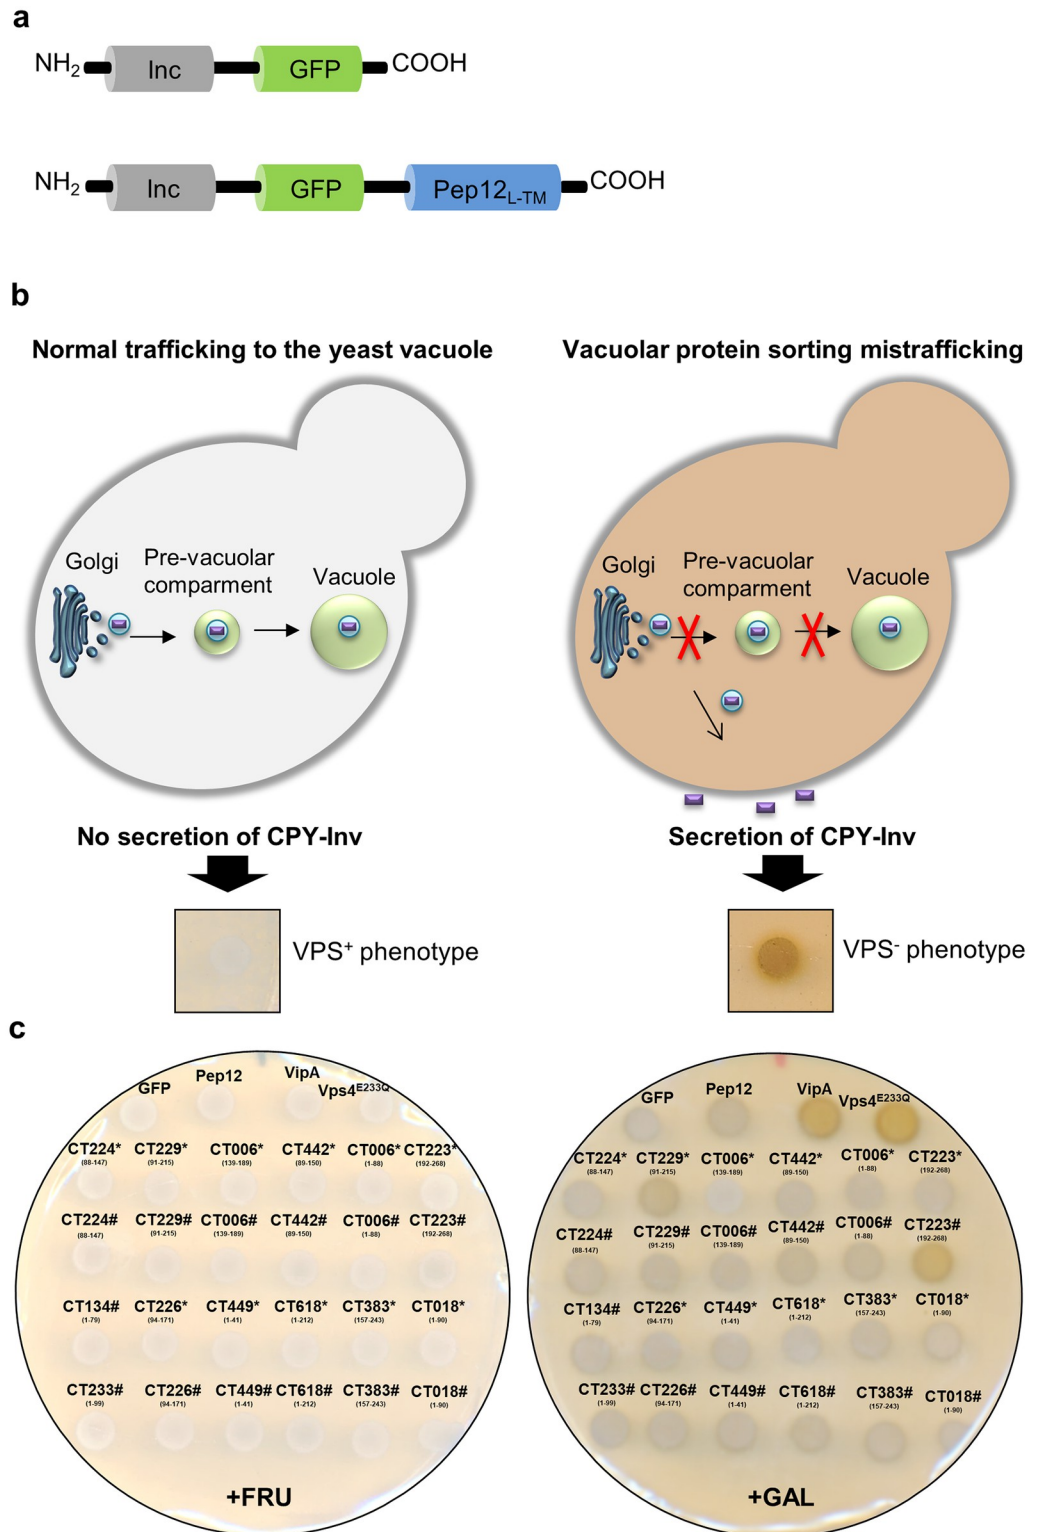 a
NH2 Inc GFP COOH
NH2 Inc GFP Pep12L-TM COOH
b
Normal trafficking to the yeast vacuole
Vacuolar protein sorting mistrafficking
Golgi
Pre-vacuolar
comparment
Vacuole
Golgi
Pre-vacuolar
comparment
Vacuole
No secretion of CPY-Inv
Secretion of CPY-Inv
VPS+ phenotype
VPS- phenotype
c
GFP Pep12 VipA Vps4E233Q
CT224* CT229* CT006* CT442* CT006* CT223*
(88-147) (91-215) (139-189) (89-150) (1-88) (192-268)
CT224# CT229# CT006# CT442# CT006# CT223#
(88-147) (91-215) (139-189) (89-150) (1-88) (192-268)
CT134# CT226* CT449* CT618* CT383* CT018*
(1-79) (94-171) (1-41) (1-212) (157-243) (1-90)
CT233# CT226# CT449# CT618# CT383# CT018#
(1-99) (94-171) (1-41) (1-212) (157-243) (1-90)
+FRU
GFP Pep12 VipA Vps4E233Q
CT224* CT229* CT006* CT442* CT006* CT223*
(88-147) (91-215) (139-189) (89-150) (1-88) (192-268)
CT224# CT229# CT006# CT442# CT006# CT223#
(88-147) (91-215) (139-189) (89-150) (1-88) (192-268)
CT134# CT226* CT449* CT618* CT383* CT018*
(1-79) (94-171) (1-41) (1-212) (157-243) (1-90)
CT233# CT226# CT449# CT618# CT383# CT018#
(1-99) (94-171) (1-41) (1-212) (157-243) (1-90)
+GAL